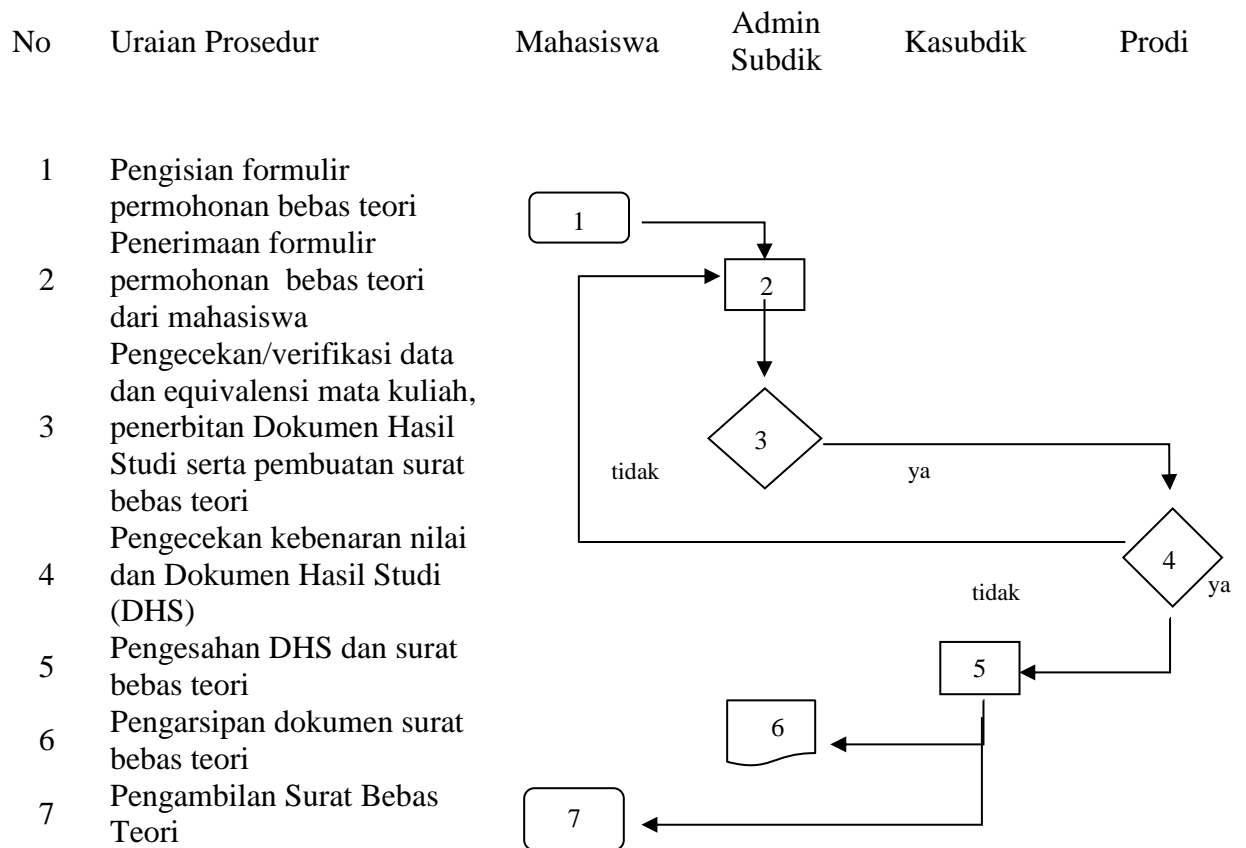 No Uraian Prosedur Mahasiswa Admin Subdik Kasubdik Prodi
1 Pengisian formulir
permohonan bebas teori
1
Penerimaan formulir
2 permohonan bebas teori
2
dari mahasiswa
Pengecekan/verifikasi data
dan equivalensi mata kuliah,
3 penerbitan Dokumen Hasil
3
Studi serta pembuatan surat
tidak ya
bebas teori
Pengecekan kebenaran nilai
4 dan Dokumen Hasil Studi
4
(DHS)
tidak ya
5 Pengesahan DHS dan surat
bebas teori
5
6 Pengarsipan dokumen surat
bebas teori
6
7 Pengambilan Surat Bebas
Teori
7